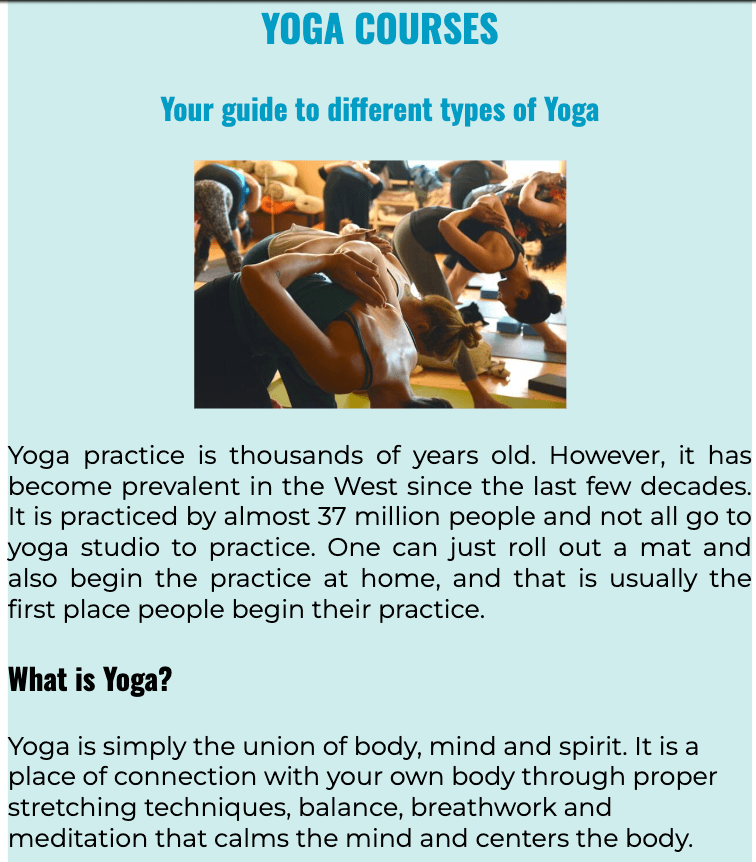 YOGA COURSES
Your guide to different types of Yoga
Yoga practice is thousands of years old. However, it has
become prevalent in the West since the last few decades.
It is practiced by almost 37 million people and not all go to
yoga studio to practice. One can just roll out a mat and
also begin the practice at home, and that is usually the
first place people begin their practice.
What is Yoga?
Yoga is simply the union of body, mind and spirit. It is a
place of connection with your own body through proper
stretching techniques, balance, breathwork and
meditation that calms the mind and centers the body.